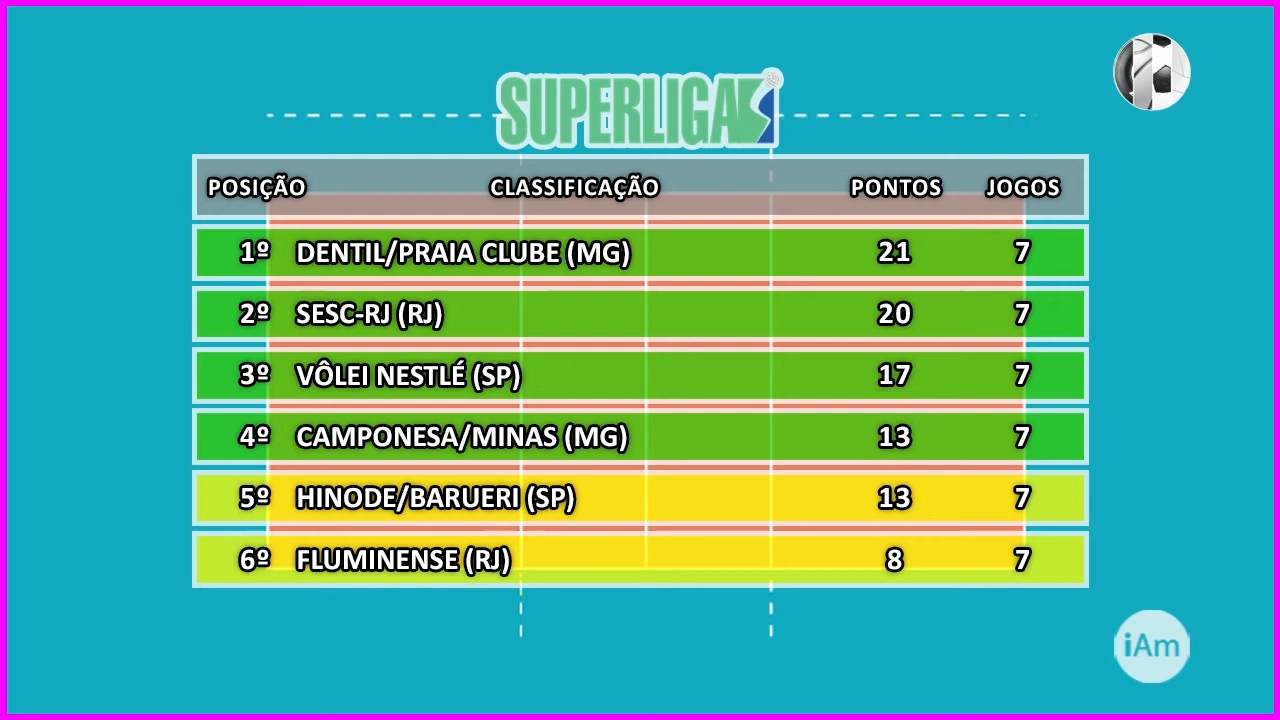 SUPERLIGA
POSIÇÃO CLASSIFICAÇÃO PONTOS JOGOS
1º DENTIL/PRAIA CLUBE (MG) 21 7
2º SESC-RJ (RJ) 20 7
3º VÔLEI NESTLÉ (SP) 17 7
4º CAMPONESA/MINAS (MG) 13 7
5º HINODE/BARUERI (SP) 13 7
6º FLUMINENSE (RJ) 8 7
iAm